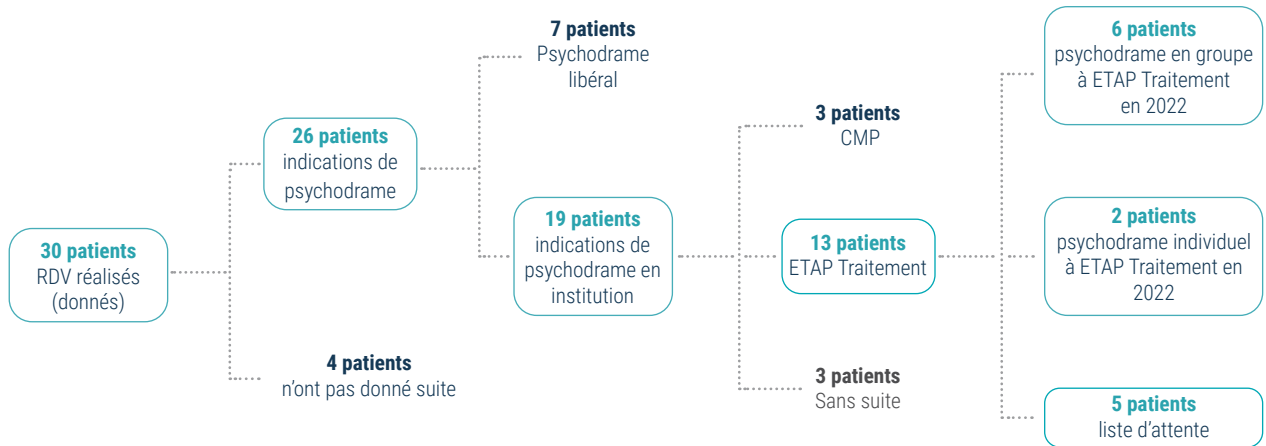 30 patients
RDV réalisés
(donnés)
26 patients
indications de
psychodrame
4 patients
n’ont pas donné suite
7 patients
Psychodrame
libéral
19 patients
indications de
psychodrame en
institution
3 patients
CMP
13 patients
ETAP Traitement
3 patients
Sans suite
6 patients
psychodrame en groupe
à ETAP Traitement
en 2022
2 patients
psychodrame individuel
à ETAP Traitement en
2022
5 patients
liste d’attente